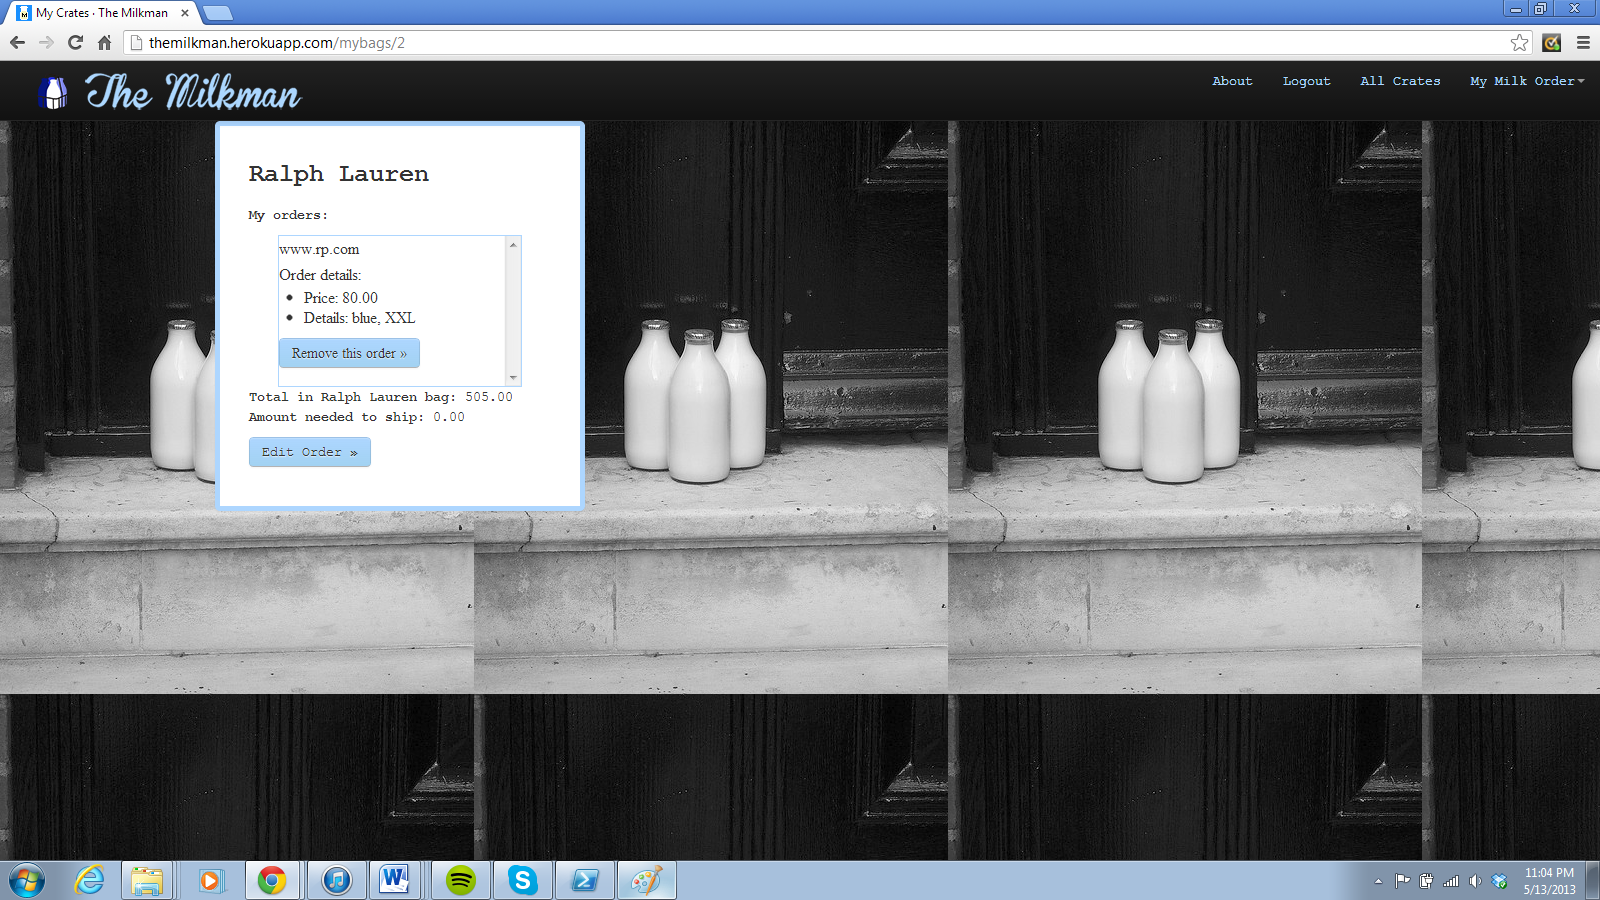 My Crates · The Milkman
themilkman.herokuapp.com/mybags/2
The Milkman
About
Logout
All Crates
My Milk Order
Ralph Lauren
My orders:
www.rp.com
Order details:
Price: 80.00
Details: blue, XXL
Remove this order »
Total in Ralph Lauren bag: 505.00
Amount needed to ship: 0.00
Edit Order »
11:04 PM
5/13/2013